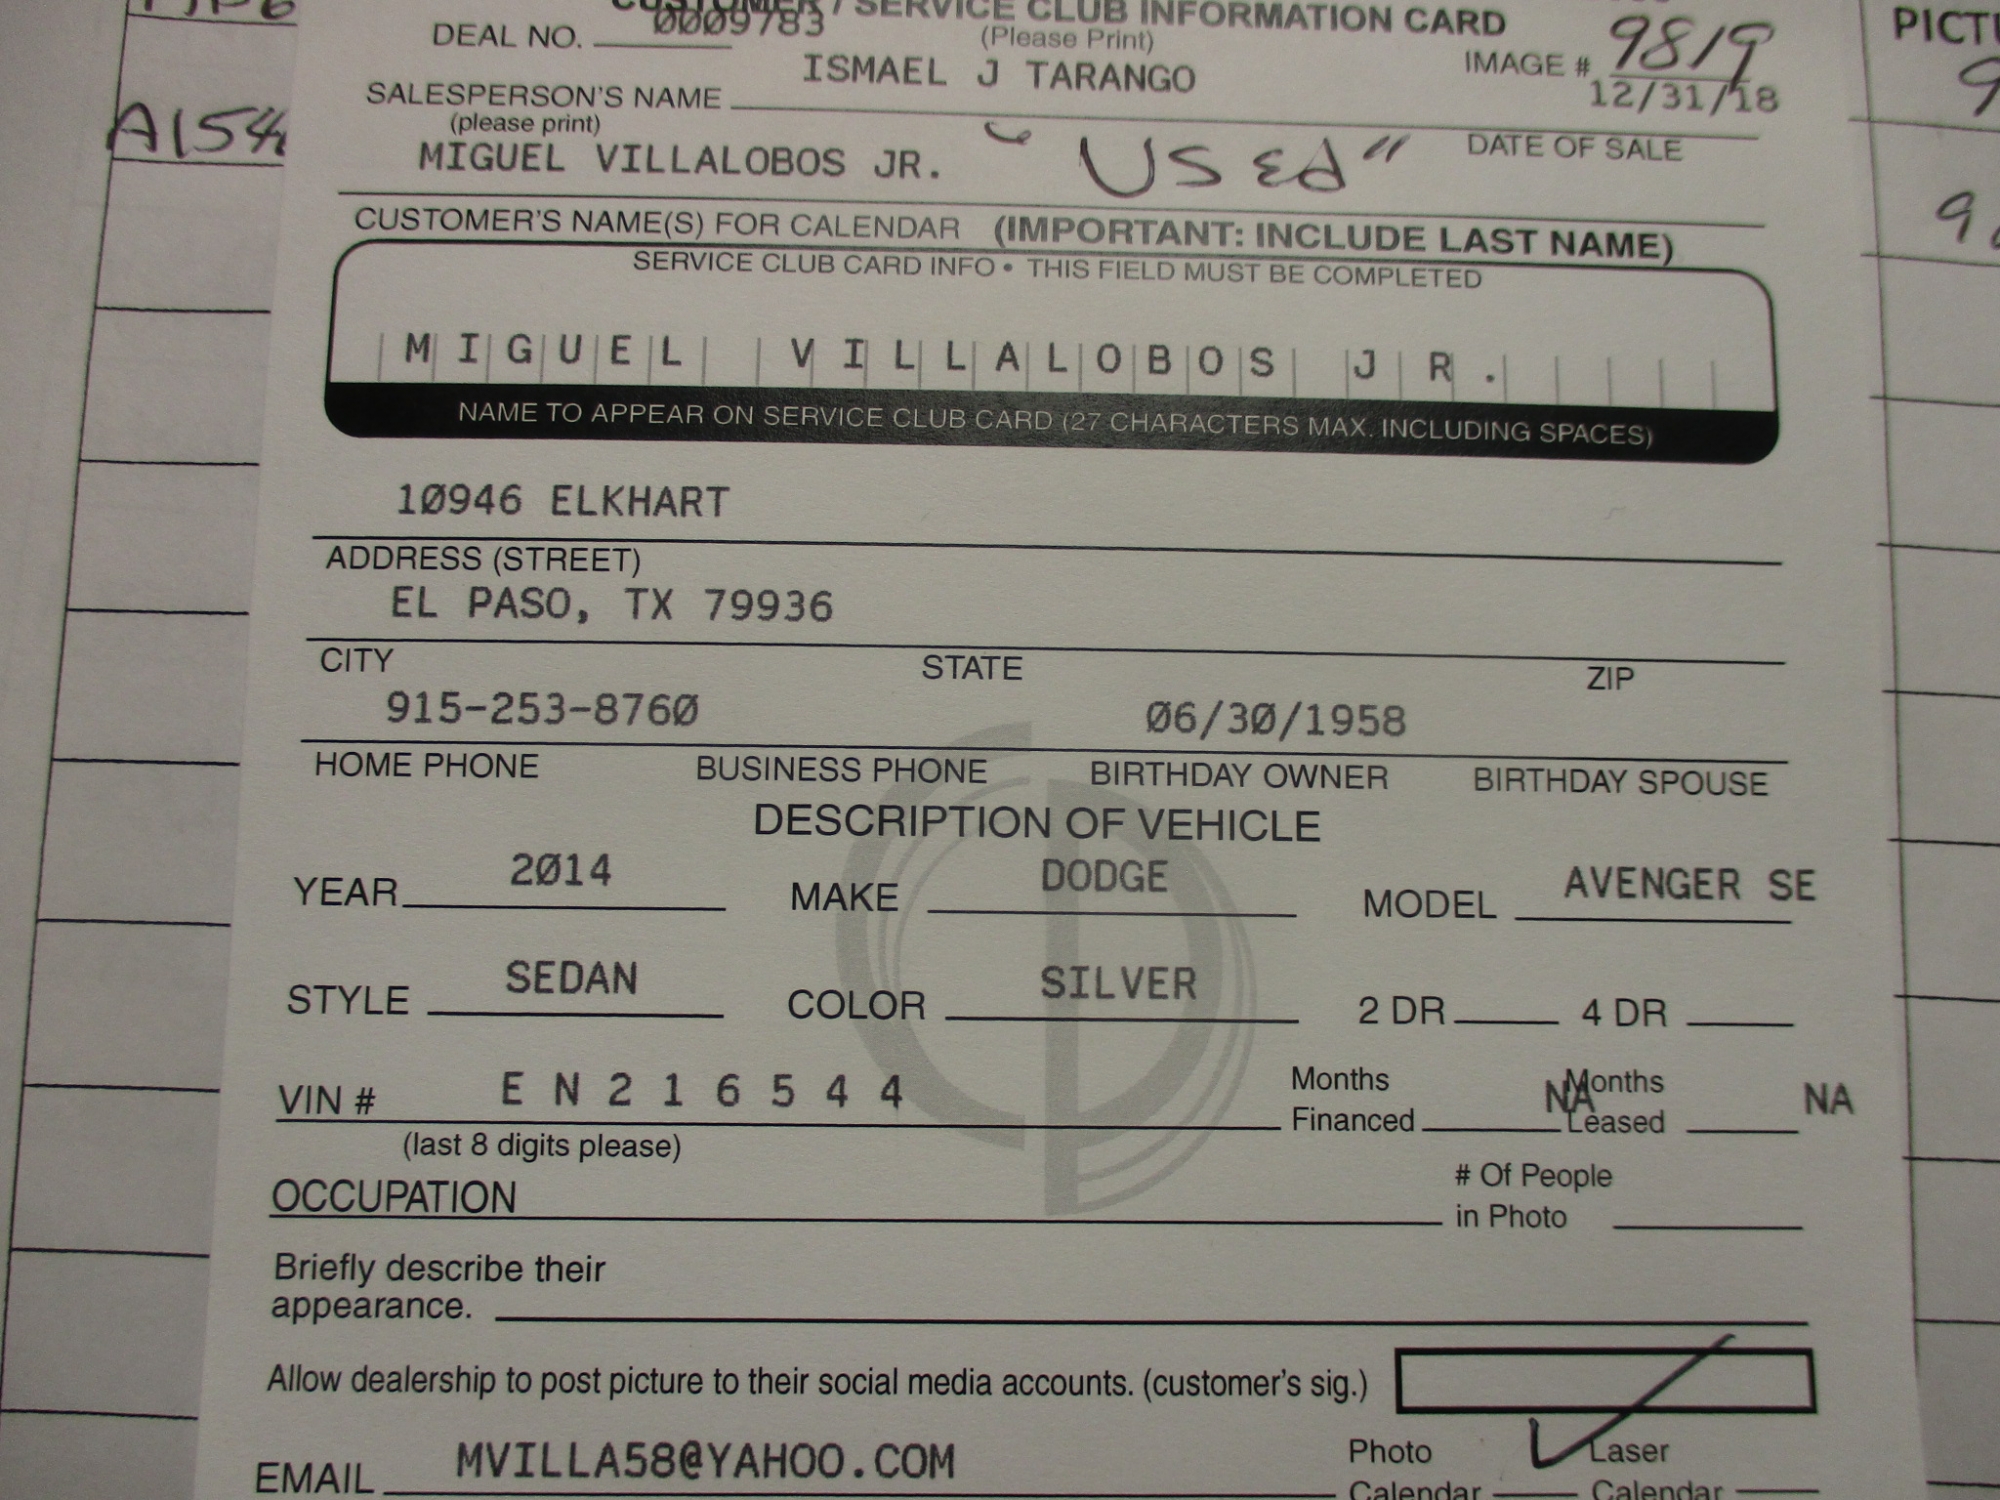 CUSTOMER / SERVICE CLUB INFORMATION CARD
DEAL NO. 0009783
(Please Print)
IMAGE # 9819
ISMAEL J TARANGO
12/31/18
SALESPERSON'S NAME
(please print)
DATE OF SALE
MIGUEL VILLALOBOS JR. "USEd"
CUSTOMER'S NAME(S) FOR CALENDAR (IMPORTANT: INCLUDE LAST NAME)
SERVICE CLUB CARD INFO • THIS FIELD MUST BE COMPLETED
MIGUEL VILLALOBOS JR.
NAME TO APPEAR ON SERVICE CLUB CARD (27 CHARACTERS MAX. INCLUDING SPACES)
10946 ELKHART
ADDRESS (STREET)
EL PASO, TX 79936
CITY STATE ZIP
915-253-8760 06/30/1958
HOME PHONE BUSINESS PHONE BIRTHDAY OWNER BIRTHDAY SPOUSE
DESCRIPTION OF VEHICLE
YEAR 2014 MAKE DODGE MODEL AVENGER SE
STYLE SEDAN COLOR SILVER 2 DR 4 DR
VIN # EN216544 Months Financed NA Months Leased NA
(last 8 digits please)
OCCUPATION # Of People in Photo
Briefly describe their
appearance.
Allow dealership to post picture to their social media accounts. (customer's sig.)
EMAIL MVILLA58@YAHOO.COM
Photo Calendar Laser Calendar